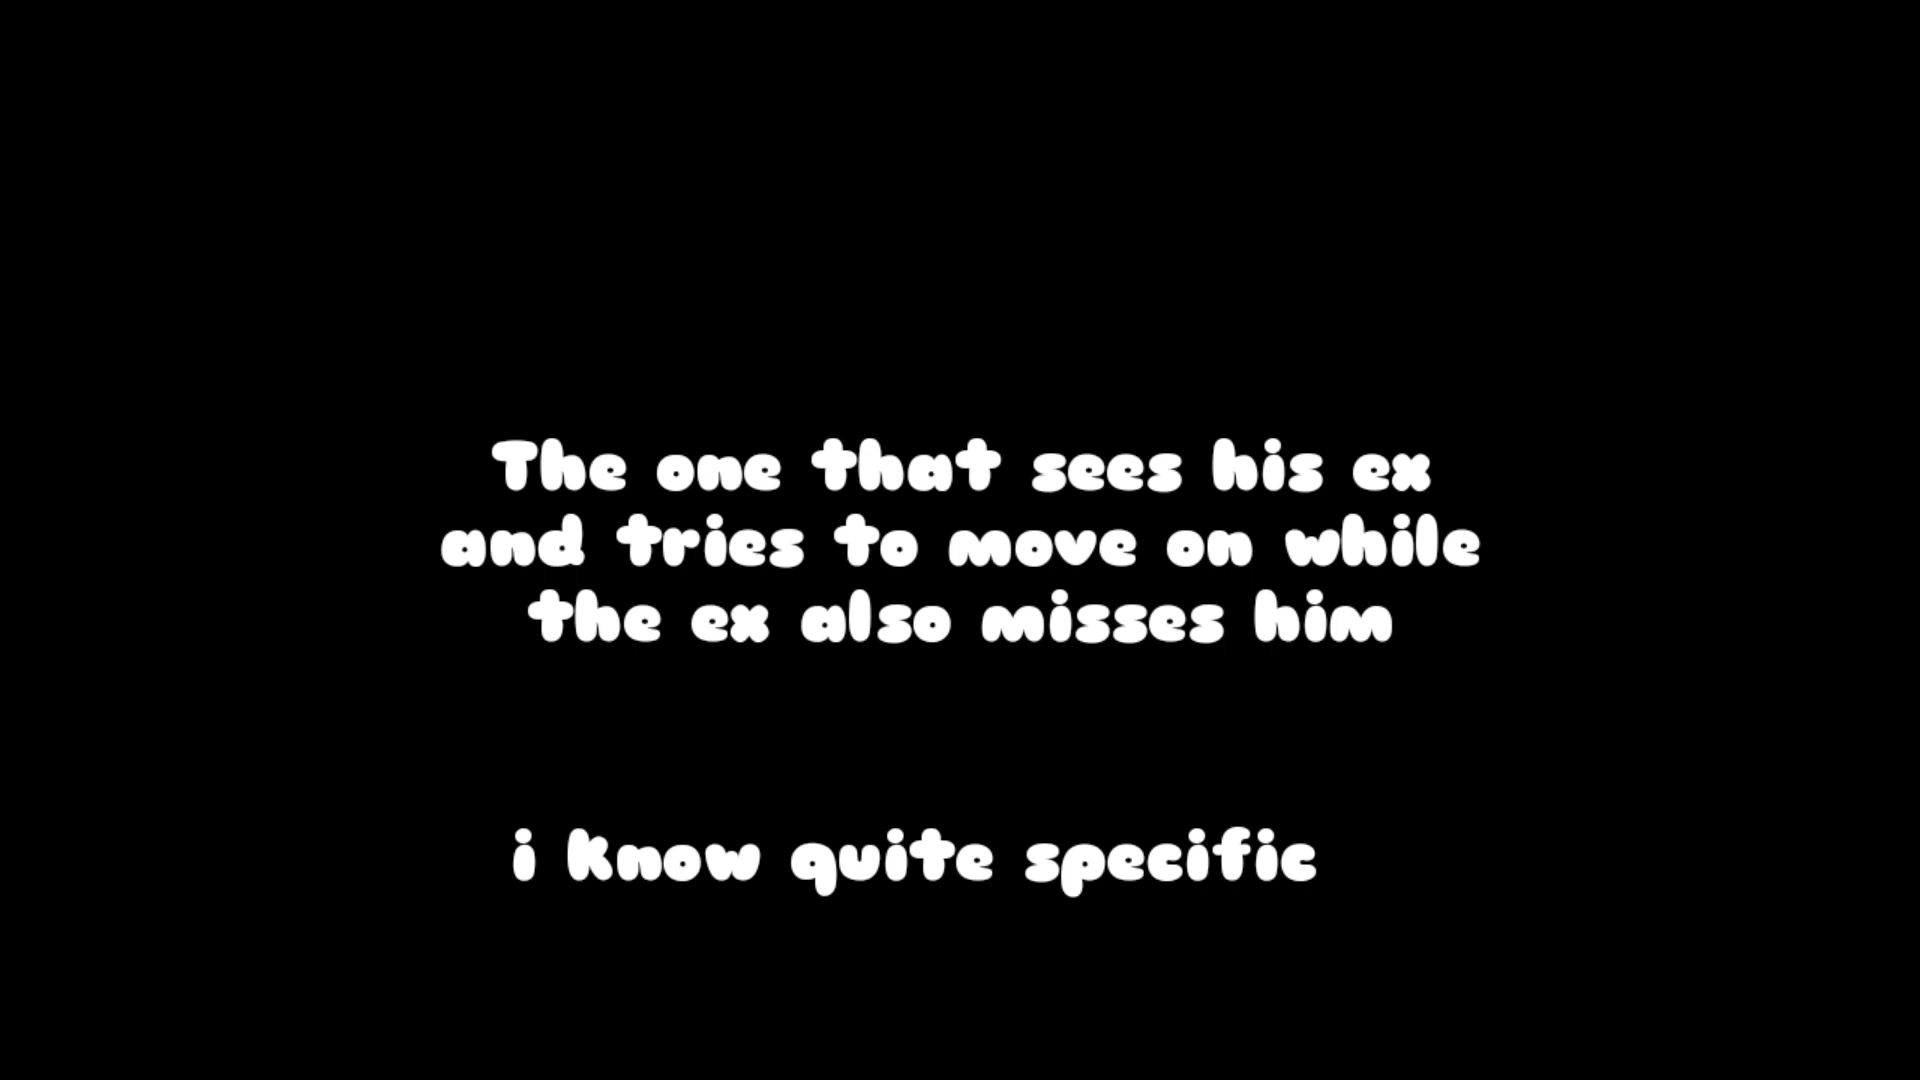 The one that sees his ex
and tries to move on while
the ex also misses him
i know quite specific